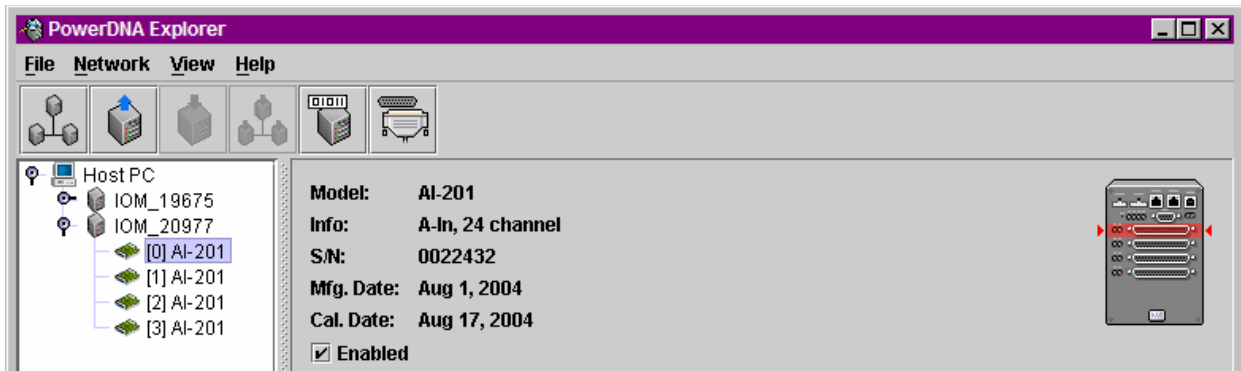 PowerDNA Explorer
File Network View Help
01011
Host PC
IOM_19675
IOM_20977
[0] AI-201
[1] AI-201
[2] AI-201
[3] AI-201
Model: AI-201
Info: A-In, 24 channel
S/N: 0022432
Mfg. Date: Aug 1, 2004
Cal. Date: Aug 17, 2004
Enabled